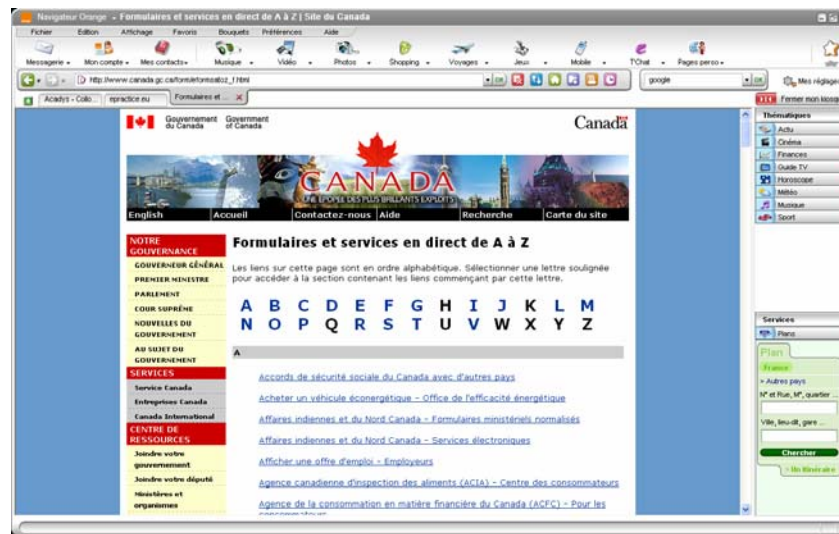 Navigateur Orange - Formulaires et services en direct de A à Z | Site du Canada
Fichier Edition Affichage Favoris Bouquets Préférences Aide
Messagerie Mon compte Mes contacts Musique Vidéo Photos Shopping Voyages Jeux Mobile T'Chat Pages perso
http://www.canada.gc.ca/form/eformsatoz_f.html OK google OK Mes réglages
Acadys - Colo... epractice.eu Formulaires et ... Fermer mon kiosq
Gouvernement du Canada
Government of Canada
Canada
CANADA
UNE ÉPOPÉE DES PLUS BRILLANTS EXPLOITS
English Accueil Contactez-nous Aide Recherche Carte du site
NOTRE
GOUVERNANCE
GOUVERNEUR GÉNÉRAL
PREMIER MINISTRE
PARLEMENT
COUR SUPRÊME
NOUVELLES DU
GOUVERNEMENT
AU SUJET DU
GOUVERNEMENT
SERVICES
Service Canada
Entreprises Canada
Canada International
CENTRE DE
RESSOURCES
Joindre votre
gouvernement
Joindre votre député
Ministères et
organismes
Formulaires et services en direct de A à Z
Les liens sur cette page sont en ordre alphabétique. Sélectionner une lettre soulignée
pour accéder à la section contenant les liens commençant par cette lettre.
A B C D E F G H I J K L M
N O P Q R S T U V W X Y Z
A
Accords de sécurité sociale du Canada avec d'autres pays
Acheter un véhicule éconergétique - Office de l'efficacité énergétique
Affaires indiennes et du Nord Canada - Formulaires ministériels normalisés
Affaires indiennes et du Nord Canada - Services électroniques
Afficher une offre d'emploi - Employeurs
Agence canadienne d'inspection des aliments (ACIA) - Centre des consommateurs
Agence de la consommation en matière financière du Canada (ACFC) - Pour les
consommateurs
Thématiques
Actu
Cinéma
Finances
Guide TV
Horoscope
Météo
Musique
Sport
Services
Plans
Plan
France
> Autres pays
N° et Rue, M°, quartier ...
Ville, lieu-dit, gare ...
Chercher
> Un itinéraire